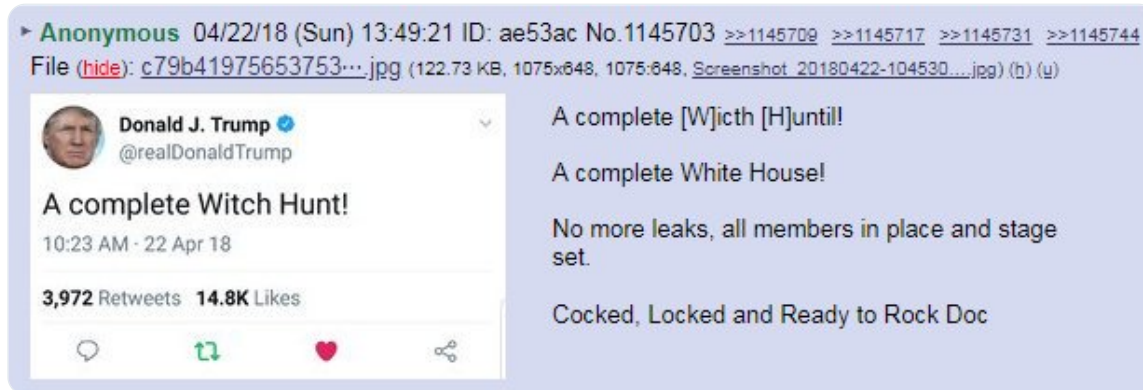 Anonymous 04/22/18 (Sun) 13:49:21 ID: ae53ac No.1145703 >>1145709 >>1145717 >>1145731 >>1145744
File (hide): c79b41975653753⋯.jpg (122.73 KB, 1075x648, 1075:648, Screenshot_20180422-104530….jpg) (h) (u)
Donald J. Trump
@realDonaldTrump
A complete Witch Hunt!
10:23 AM · 22 Apr 18
3,972 Retweets 14.8K Likes
A complete [W]icth [H]until!
A complete White House!
No more leaks, all members in place and stage
set.
Cocked, Locked and Ready to Rock Doc